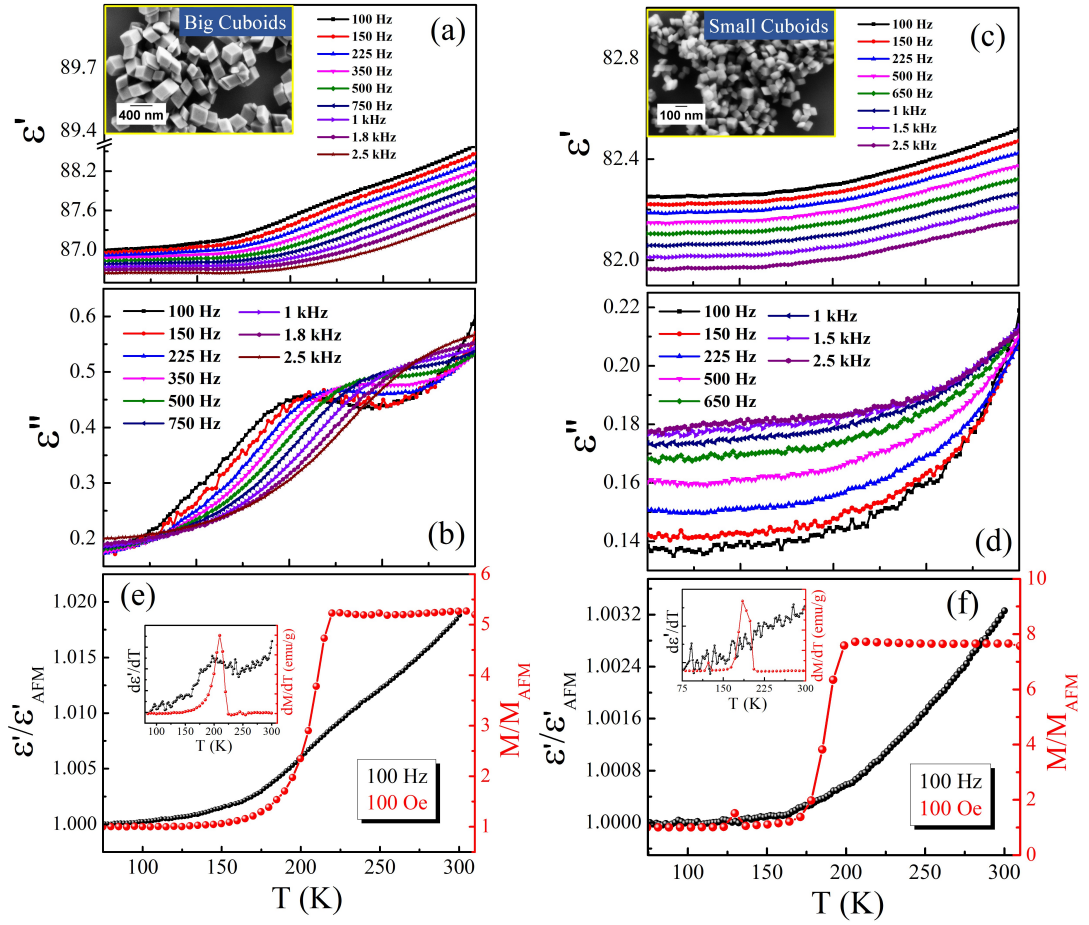 Big Cuboids
400 nm
(a)
100 Hz
150 Hz
225 Hz
350 Hz
500 Hz
750 Hz
1 kHz
1.8 kHz
2.5 kHz
89.7
89.4
88.2
87.6
87.0
ε'
Small Cuboids
100 nm
(c)
100 Hz
150 Hz
225 Hz
500 Hz
650 Hz
1 kHz
1.5 kHz
2.5 kHz
82.8
82.4
82.0
ε'
100 Hz
150 Hz
225 Hz
350 Hz
500 Hz
750 Hz
1 kHz
1.8 kHz
2.5 kHz
0.6
0.5
0.4
0.3
0.2
ε''
(b)
100 Hz
150 Hz
225 Hz
500 Hz
650 Hz
1 kHz
1.5 kHz
2.5 kHz
0.22
0.20
0.18
0.16
0.14
ε''
(d)
(e)
1.020
1.015
1.010
1.005
1.000
ε'/ε'AFM
6
5
4
3
2
1
M/MAFM
dε'/dT
dM/dT (emu/g)
100 150 200 250 300
T (K)
100 Hz
100 Oe
100 150 200 250 300
T (K)
(f)
1.0032
1.0024
1.0016
1.0008
1.0000
ε'/ε'AFM
10
8
6
4
2
0
M/MAFM
dε'/dT
dM/dT (emu/g)
75 150 225 300
T (K)
100 Hz
100 Oe
100 150 200 250 300
T (K)